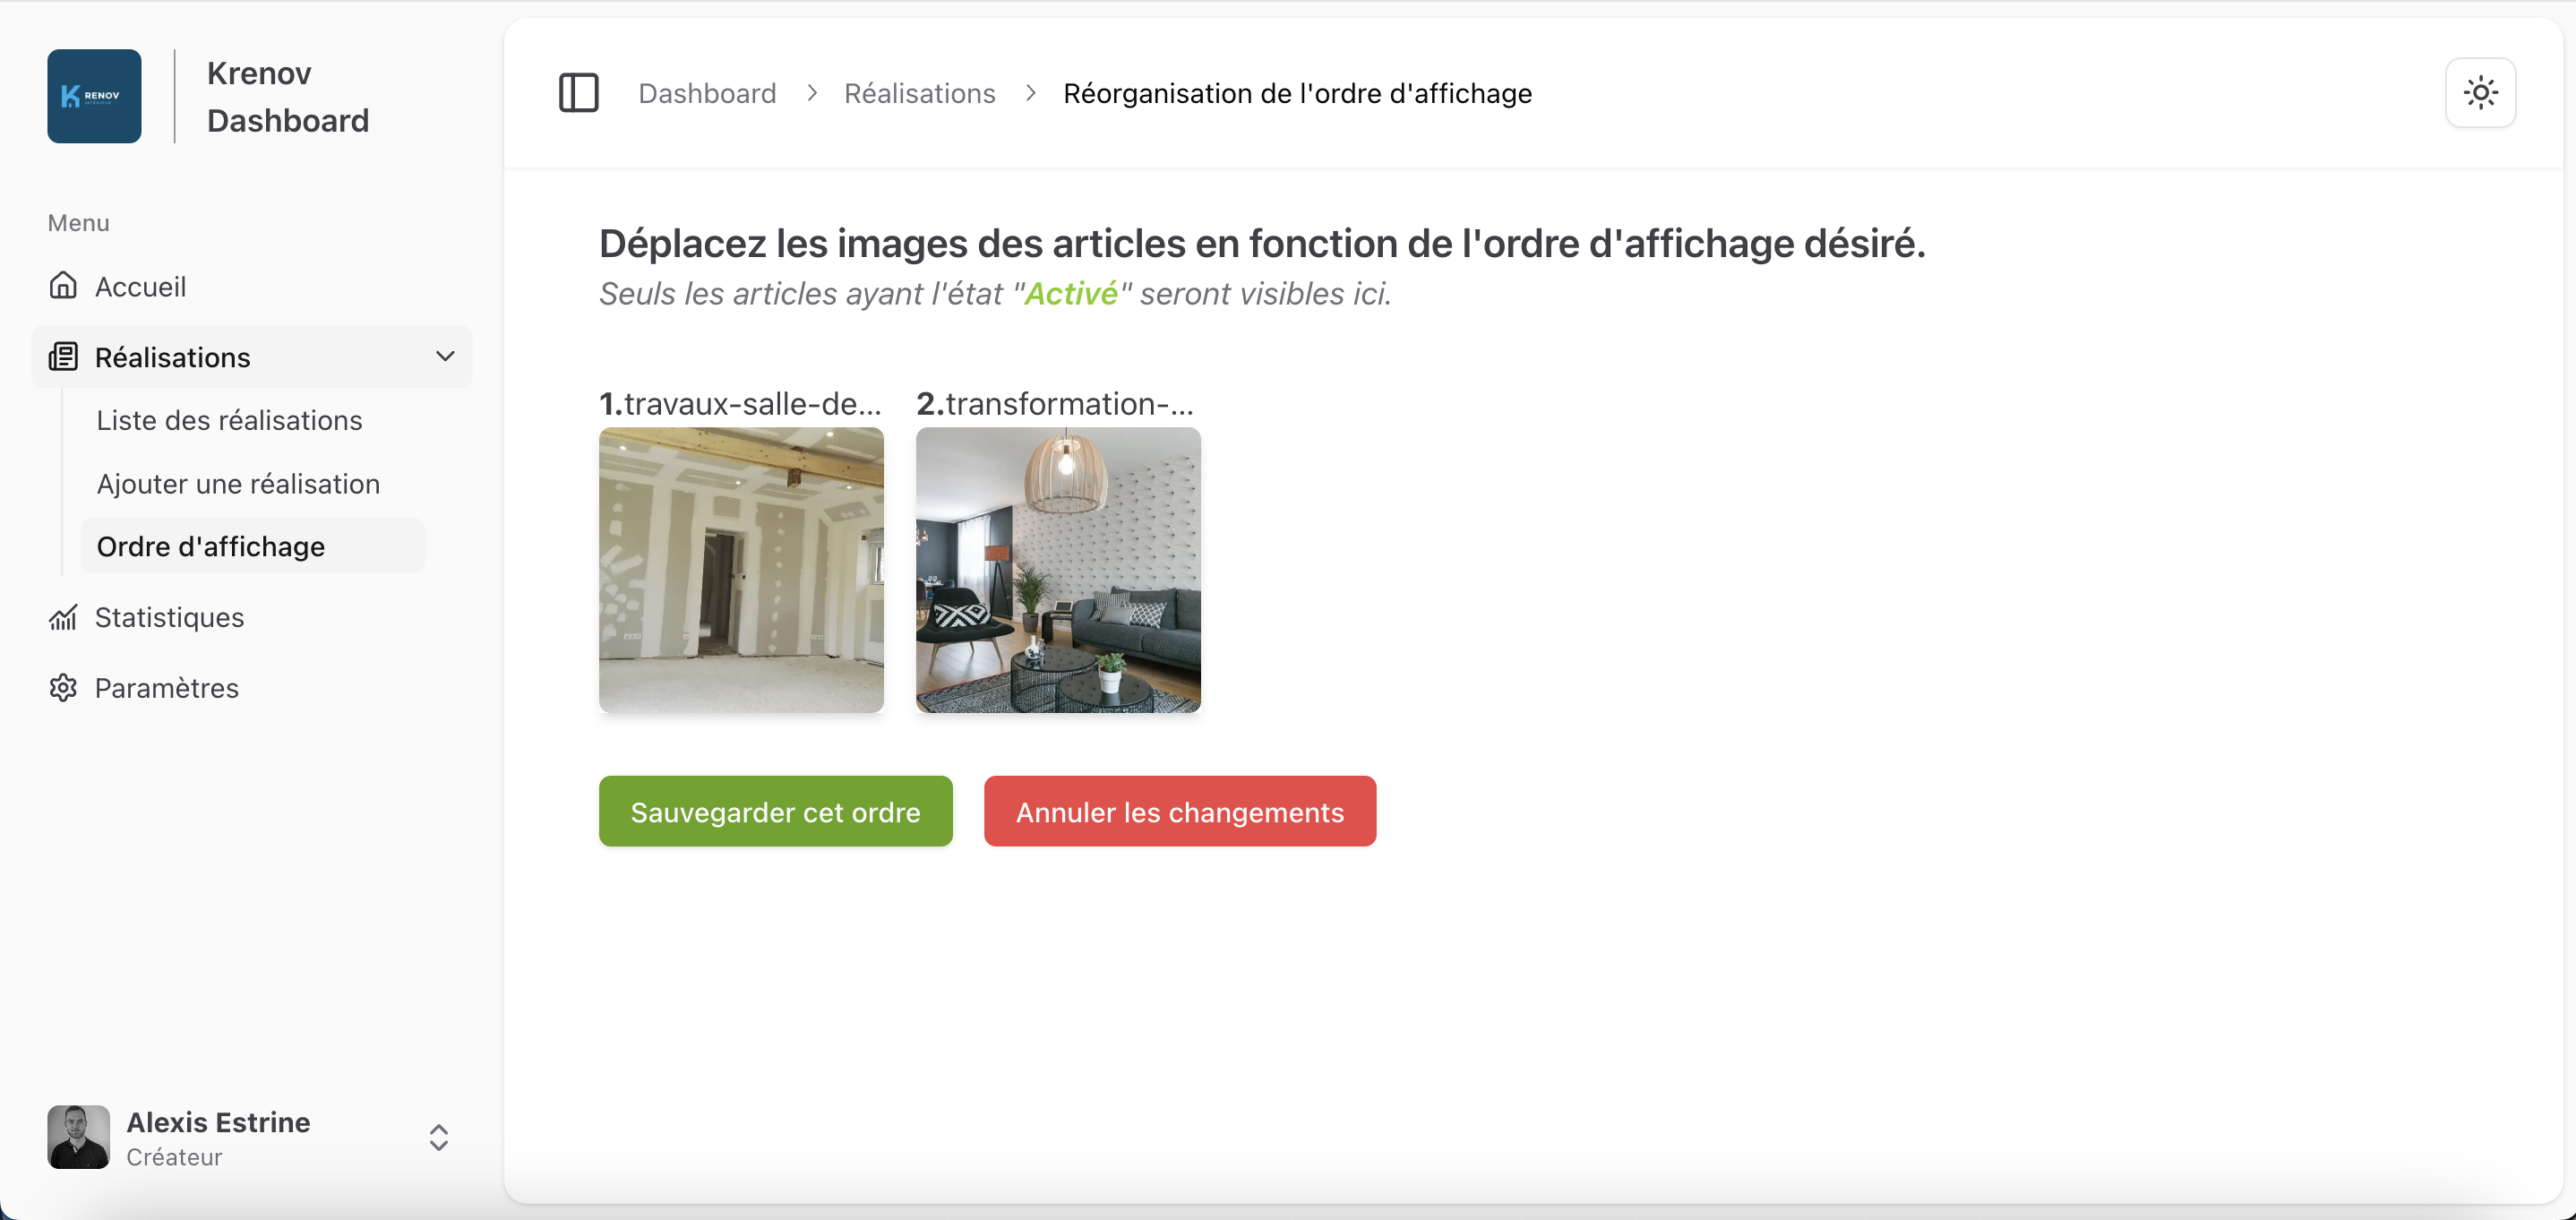 RENOV
Krenov
Dashboard
Menu
Accueil
Réalisations
Liste des réalisations
Ajouter une réalisation
Ordre d'affichage
Statistiques
Paramètres
Alexis Estrine
Créateur
Dashboard > Réalisations > Réorganisation de l'ordre d'affichage
Déplacez les images des articles en fonction de l'ordre d'affichage désiré.
Seuls les articles ayant l'état "Activé" seront visibles ici.
1.travaux-salle-de... 2.transformation-...
Sauvegarder cet ordre Annuler les changements